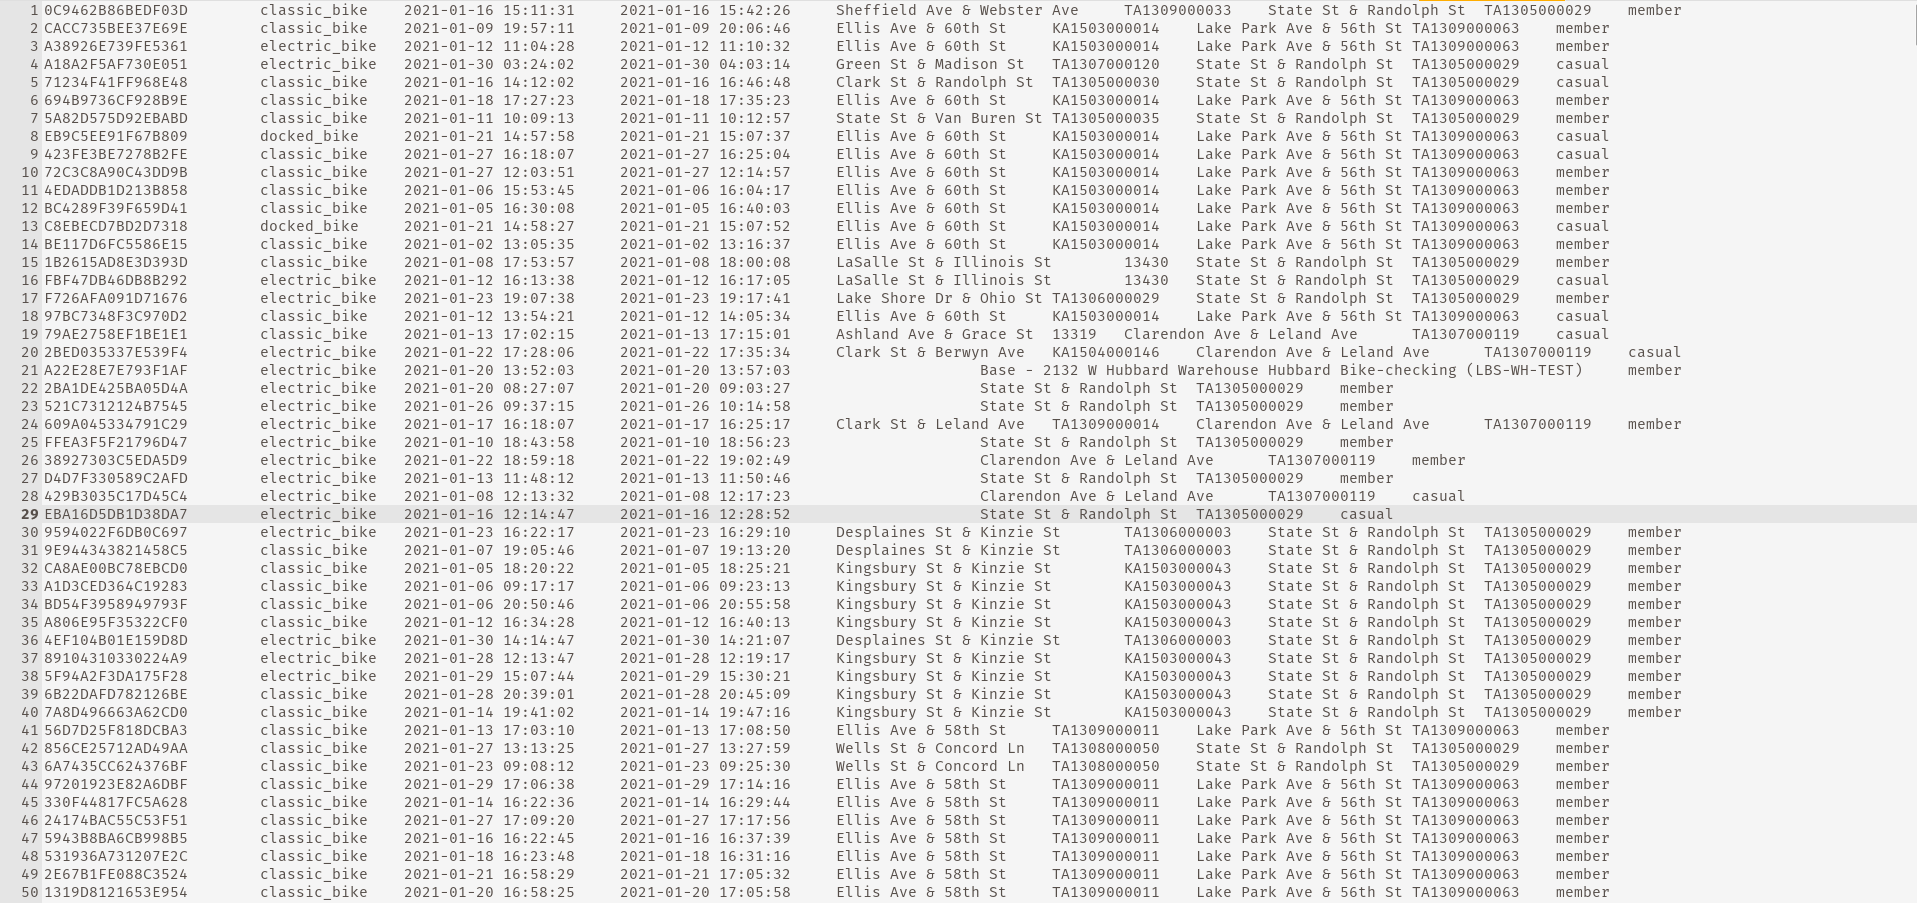 1 0C9462B86BEDF03D classic_bike 2021-01-16 15:11:31 2021-01-16 15:42:26 Sheffield Ave & Webster Ave TA1309000033 State St & Randolph St TA1305000029 member
2 CACC735BEE37E69E classic_bike 2021-01-09 19:57:11 2021-01-09 20:06:46 Ellis Ave & 60th St KA1503000014 Lake Park Ave & 56th St TA1309000063 member
3 A38926E739FE5361 electric_bike 2021-01-12 11:04:28 2021-01-12 11:10:32 Ellis Ave & 60th St KA1503000014 Lake Park Ave & 56th St TA1309000063 member
4 A18A2F5AF730E051 electric_bike 2021-01-30 03:24:02 2021-01-30 04:03:14 Green St & Madison St TA1307000120 State St & Randolph St TA1305000029 casual
5 71234F41FF968E48 classic_bike 2021-01-16 14:12:02 2021-01-16 16:46:48 Clark St & Randolph St TA1305000030 State St & Randolph St TA1305000029 casual
6 694B9736CF928B9E classic_bike 2021-01-18 17:27:23 2021-01-18 17:35:23 Ellis Ave & 60th St KA1503000014 Lake Park Ave & 56th St TA1309000063 member
7 5A82D575D92EBABD classic_bike 2021-01-11 10:09:13 2021-01-11 10:12:57 State St & Van Buren St TA1305000035 State St & Randolph St TA1305000029 member
8 EB9C5EE91F67B809 docked_bike 2021-01-21 14:57:58 2021-01-21 15:07:37 Ellis Ave & 60th St KA1503000014 Lake Park Ave & 56th St TA1309000063 casual
9 423FE3BE7278B2FE classic_bike 2021-01-27 16:18:07 2021-01-27 16:25:04 Ellis Ave & 60th St KA1503000014 Lake Park Ave & 56th St TA1309000063 casual
10 72C3C8A90C43DD9B classic_bike 2021-01-27 12:03:51 2021-01-27 12:14:57 Ellis Ave & 60th St KA1503000014 Lake Park Ave & 56th St TA1309000063 member
11 4EDADDB1D213B858 classic_bike 2021-01-06 15:53:45 2021-01-06 16:04:17 Ellis Ave & 60th St KA1503000014 Lake Park Ave & 56th St TA1309000063 member
12 BC4289F39F659D41 classic_bike 2021-01-05 16:30:08 2021-01-05 16:40:03 Ellis Ave & 60th St KA1503000014 Lake Park Ave & 56th St TA1309000063 member
13 C8EBECD7BD2D7318 docked_bike 2021-01-21 14:58:27 2021-01-21 15:07:52 Ellis Ave & 60th St KA1503000014 Lake Park Ave & 56th St TA1309000063 casual
14 BE117D6FC5586E15 classic_bike 2021-01-02 13:05:35 2021-01-02 13:16:37 Ellis Ave & 60th St KA1503000014 Lake Park Ave & 56th St TA1309000063 member
15 1B2615AD8E3D393D classic_bike 2021-01-08 17:53:57 2021-01-08 18:00:08 LaSalle St & Illinois St 13430 State St & Randolph St TA1305000029 member
16 FBF47DB46DB8B292 electric_bike 2021-01-12 16:13:38 2021-01-12 16:17:05 LaSalle St & Illinois St 13430 State St & Randolph St TA1305000029 casual
17 F726AFA091D71676 electric_bike 2021-01-23 19:07:38 2021-01-23 19:17:41 Lake Shore Dr & Ohio St TA1306000029 State St & Randolph St TA1305000029 member
18 97BC7348F3C970D2 classic_bike 2021-01-12 13:54:21 2021-01-12 14:05:34 Ellis Ave & 60th St KA1503000014 Lake Park Ave & 56th St TA1309000063 casual
19 79AE2758EF1BE1E1 classic_bike 2021-01-13 17:02:15 2021-01-13 17:15:01 Ashland Ave & Grace St 13319 Clarendon Ave & Leland Ave TA1307000119 casual
20 2BED035337E539F4 electric_bike 2021-01-22 17:28:06 2021-01-22 17:35:34 Clark St & Berwyn Ave KA1504000146 Clarendon Ave & Leland Ave TA1307000119 casual
21 A22E28E7E793F1AF electric_bike 2021-01-20 13:52:03 2021-01-20 13:57:03 Base - 2132 W Hubbard Warehouse Hubbard Bike-checking (LBS-WH-TEST) member
22 2BA1DE425BA05D4A electric_bike 2021-01-20 08:27:07 2021-01-20 09:03:27 State St & Randolph St TA1305000029 member
23 521C7312124B7545 electric_bike 2021-01-26 09:37:15 2021-01-26 10:14:58 State St & Randolph St TA1305000029 member
24 609A045334791C29 electric_bike 2021-01-17 16:18:07 2021-01-17 16:25:17 Clark St & Leland Ave TA1309000014 Clarendon Ave & Leland Ave TA1307000119 member
25 FFEA3F5F21796D47 electric_bike 2021-01-10 18:43:58 2021-01-10 18:56:23 State St & Randolph St TA1305000029 member
26 38927303C5EDA5D9 electric_bike 2021-01-22 18:59:18 2021-01-22 19:02:49 Clarendon Ave & Leland Ave TA1307000119 member
27 D4D7F330589C2AFD electric_bike 2021-01-13 11:48:12 2021-01-13 11:50:46 State St & Randolph St TA1305000029 member
28 429B3035C17D45C4 electric_bike 2021-01-08 12:13:32 2021-01-08 12:17:23 Clarendon Ave & Leland Ave TA1307000119 casual
29 EBA16D5DB1D38DA7 electric_bike 2021-01-16 12:14:47 2021-01-16 12:28:52 State St & Randolph St TA1305000029 casual
30 9594022F6DB0C697 electric_bike 2021-01-23 16:22:17 2021-01-23 16:29:10 Desplaines St & Kinzie St TA1306000003 State St & Randolph St TA1305000029 member
31 9E944343821458C5 classic_bike 2021-01-07 19:05:46 2021-01-07 19:13:20 Desplaines St & Kinzie St TA1306000003 State St & Randolph St TA1305000029 member
32 CA8AE00BC78EBCD0 classic_bike 2021-01-05 18:20:22 2021-01-05 18:25:21 Kingsbury St & Kinzie St KA1503000043 State St & Randolph St TA1305000029 member
33 A1D3CED364C19283 classic_bike 2021-01-06 09:17:17 2021-01-06 09:23:13 Kingsbury St & Kinzie St KA1503000043 State St & Randolph St TA1305000029 member
34 BD54F3958949793F classic_bike 2021-01-06 20:50:46 2021-01-06 20:55:58 Kingsbury St & Kinzie St KA1503000043 State St & Randolph St TA1305000029 member
35 A806E95F35322CF0 classic_bike 2021-01-12 16:34:28 2021-01-12 16:40:13 Kingsbury St & Kinzie St KA1503000043 State St & Randolph St TA1305000029 member
36 4EF104B01E159D8D electric_bike 2021-01-30 14:14:47 2021-01-30 14:21:07 Desplaines St & Kinzie St TA1306000003 State St & Randolph St TA1305000029 member
37 89104310330224A9 electric_bike 2021-01-28 12:13:47 2021-01-28 12:19:17 Kingsbury St & Kinzie St KA1503000043 State St & Randolph St TA1305000029 member
38 5F94A2F3DA175F28 electric_bike 2021-01-29 15:07:44 2021-01-29 15:30:21 Kingsbury St & Kinzie St KA1503000043 State St & Randolph St TA1305000029 member
39 6B22DAFD782126BE classic_bike 2021-01-28 20:39:01 2021-01-28 20:45:09 Kingsbury St & Kinzie St KA1503000043 State St & Randolph St TA1305000029 member
40 7A8D496663A62CD0 classic_bike 2021-01-14 19:41:02 2021-01-14 19:47:16 Kingsbury St & Kinzie St KA1503000043 State St & Randolph St TA1305000029 member
41 56D7D25F818DCBA3 classic_bike 2021-01-13 17:03:10 2021-01-13 17:08:50 Ellis Ave & 58th St TA1309000011 Lake Park Ave & 56th St TA1309000063 member
42 856CE25712AD49AA classic_bike 2021-01-27 13:13:25 2021-01-27 13:27:59 Wells St & Concord Ln TA1308000050 State St & Randolph St TA1305000029 member
43 6A7435CC624376BF classic_bike 2021-01-23 09:08:12 2021-01-23 09:25:30 Wells St & Concord Ln TA1308000050 State St & Randolph St TA1305000029 member
44 97201923E82A6DBF classic_bike 2021-01-29 17:06:38 2021-01-29 17:14:16 Ellis Ave & 58th St TA1309000011 Lake Park Ave & 56th St TA1309000063 member
45 330F44817FC5A628 classic_bike 2021-01-14 16:22:36 2021-01-14 16:29:44 Ellis Ave & 58th St TA1309000011 Lake Park Ave & 56th St TA1309000063 member
46 24174BAC55C53F51 classic_bike 2021-01-27 17:09:20 2021-01-27 17:17:56 Ellis Ave & 58th St TA1309000011 Lake Park Ave & 56th St TA1309000063 member
47 5943B8BA6CB998B5 classic_bike 2021-01-16 16:22:45 2021-01-16 16:37:39 Ellis Ave & 58th St TA1309000011 Lake Park Ave & 56th St TA1309000063 member
48 531936A731207E2C classic_bike 2021-01-18 16:23:48 2021-01-18 16:31:16 Ellis Ave & 58th St TA1309000011 Lake Park Ave & 56th St TA1309000063 member
49 2E67B1FE088C3524 classic_bike 2021-01-21 16:58:29 2021-01-21 17:05:32 Ellis Ave & 58th St TA1309000011 Lake Park Ave & 56th St TA1309000063 member
50 1319D8121653E954 classic_bike 2021-01-20 16:58:25 2021-01-20 17:05:58 Ellis Ave & 58th St TA1309000011 Lake Park Ave & 56th St TA1309000063 member